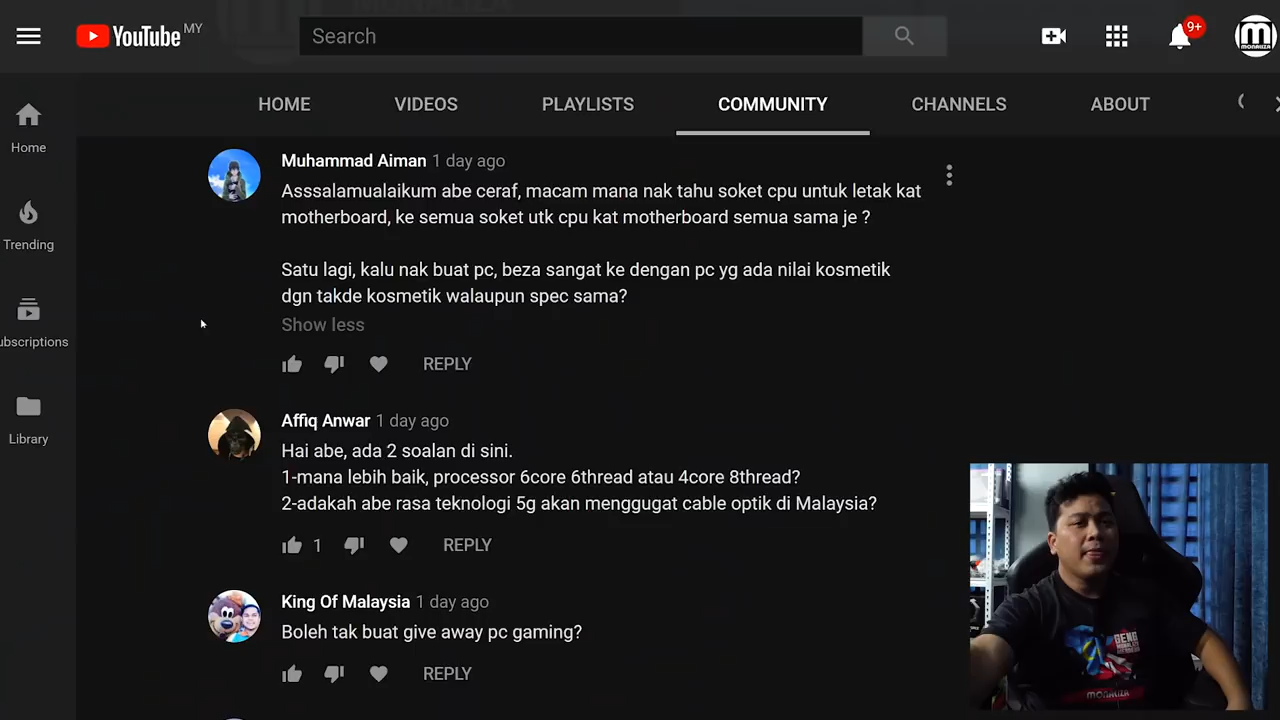 YouTube MY
Search
9+
MONALIZA
HOME VIDEOS PLAYLISTS COMMUNITY CHANNELS ABOUT
Home
Trending
ubscriptions
Library
Muhammad Aiman 1 day ago
Asssalamualaikum abe ceraf, macam mana nak tahu soket cpu untuk letak kat
motherboard, ke semua soket utk cpu kat motherboard semua sama je ?
Satu lagi, kalu nak buat pc, beza sangat ke dengan pc yg ada nilai kosmetik
dgn takde kosmetik walaupun spec sama?
Show less
REPLY
Affiq Anwar 1 day ago
Hai abe, ada 2 soalan di sini.
1-mana lebih baik, processor 6core 6thread atau 4core 8thread?
2-adakah abe rasa teknologi 5g akan menggugat cable optik di Malaysia?
1 REPLY
King Of Malaysia 1 day ago
Boleh tak buat give away pc gaming?
REPLY
GENG
MONALIZA